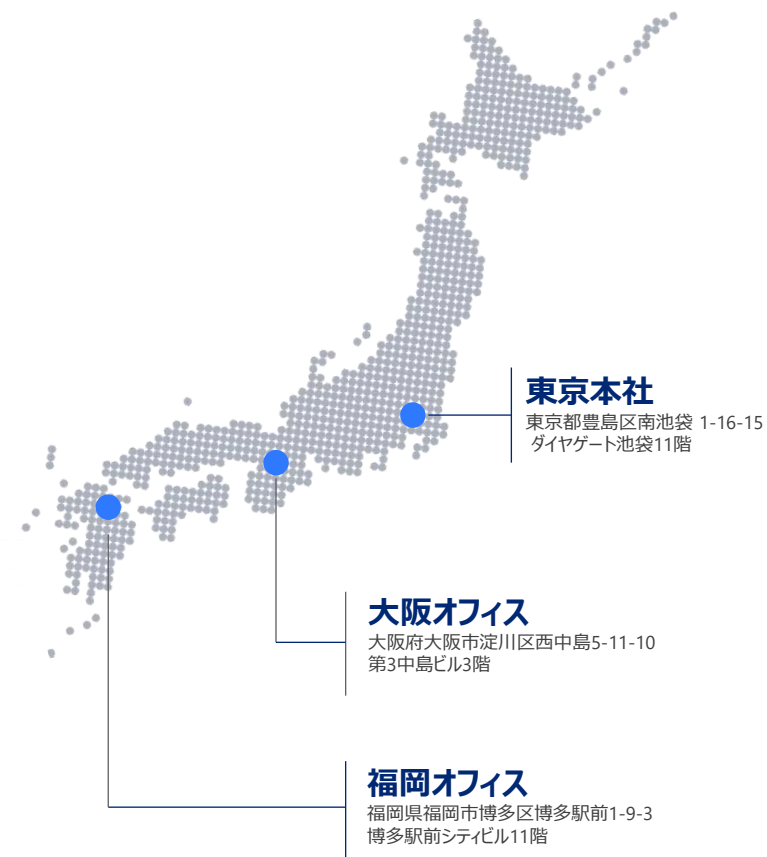 東京本社
東京都豊島区南池袋 1-16-15
ダイヤゲート池袋11階
大阪オフィス
大阪府大阪市淀川区西中島5-11-10
第3中島ビル3階
福岡オフィス
福岡県福岡市博多区博多駅前1-9-3
博多駅前シティビル11階